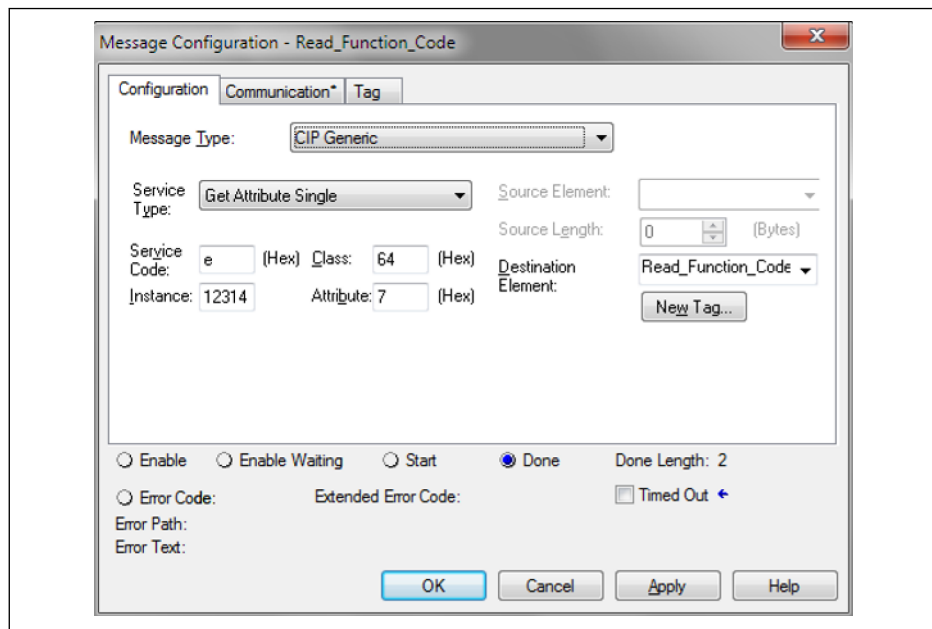 Message Configuration - Read_Function_Code
x
Configuration Communication* Tag
Message Type: CIP Generic
Service Type: Get Attribute Single
Source Element:
Source Length: 0 (Bytes)
Service Code: e (Hex) Class: 64 (Hex)
Destination Element: Read_Function_Code
Instance: 12314 Attribute: 7 (Hex)
New Tag...
Enable Enable Waiting Start Done Done Length: 2
Error Code: Extended Error Code: Timed Out
Error Path:
Error Text:
OK Cancel Apply Help